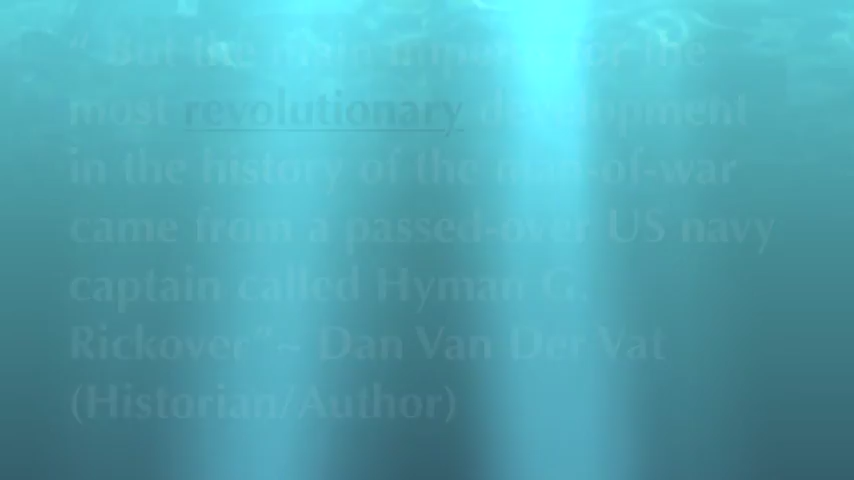 “ But the main impetus for the
most revolutionary development
in the history of the man-of-war
came from a passed-over US navy
captain called Hyman G.
Rickover”~ Dan Van Der Vat
(Historian/Author)